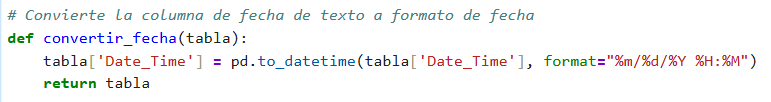 # Convierte la columna de fecha de texto a formato de fecha
def convertir_fecha(tabla):
    tabla['Date_Time'] = pd.to_datetime(tabla['Date_Time'], format="%m/%d/%Y %H:%M")
    return tabla